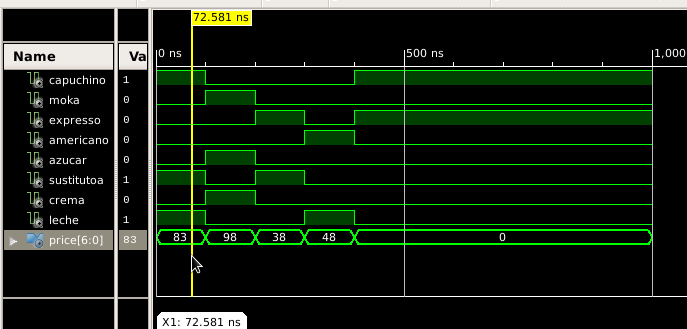 72.581 ns
Name Va 0 ns 500 ns 1,000
capuchino 1
moka 0
expresso 0
americano 0
azucar 0
sustitutoa 1
crema 0
leche 1
price[6:0] 83 83 98 38 48 0
X1: 72.581 ns